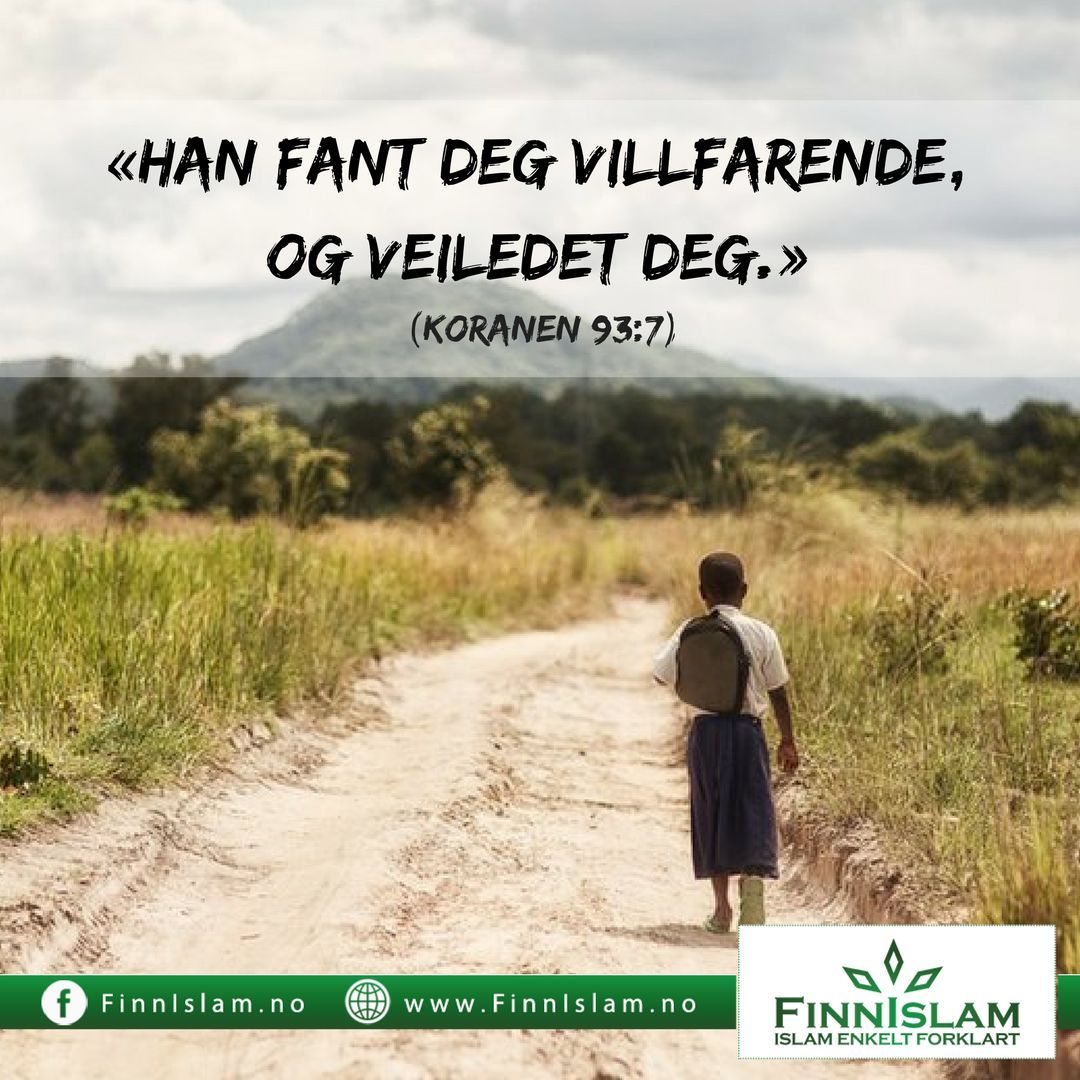 «HAN FANT DEG VILLFARENDE,
OG VEILEDET DEG.»
(KORANEN 93:7)
FinnIslam.no
www.FinnIslam.no
FINNISLAM
ISLAM ENKELT FORKLART